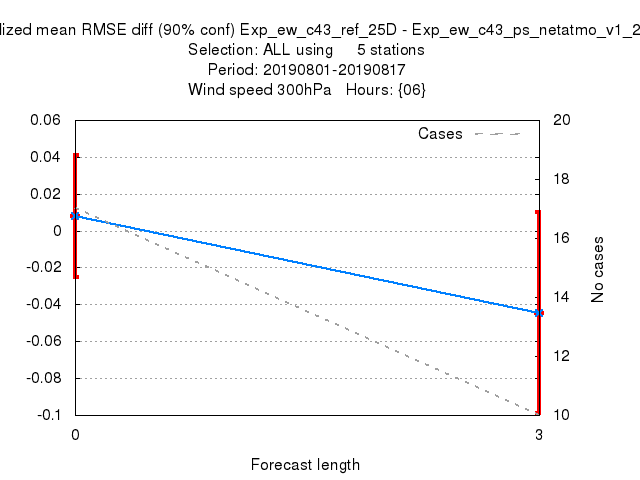 lized mean RMSE diff (90% conf) Exp_ew_c43_ref_25D - Exp_ew_c43_ps_netatmo_v1_2
Selection: ALL using 5 stations
Period: 20190801-20190817
Wind speed 300hPa Hours: {06}
Cases
0.06
0.04
0.02
0
-0.02
-0.04
-0.06
-0.08
-0.1
20
18
16
14
12
10
No cases
0 3
Forecast length